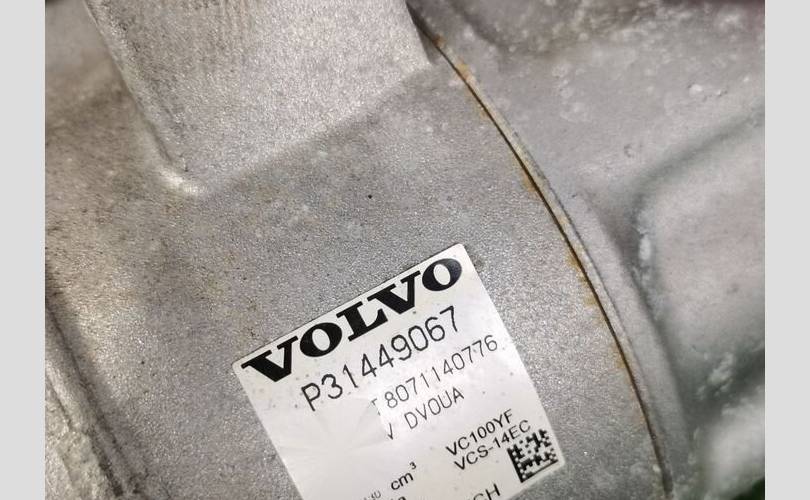 VOLVO
P31449067
8071140776
DVOUA
VC100YF
cm³ VCS-14EC